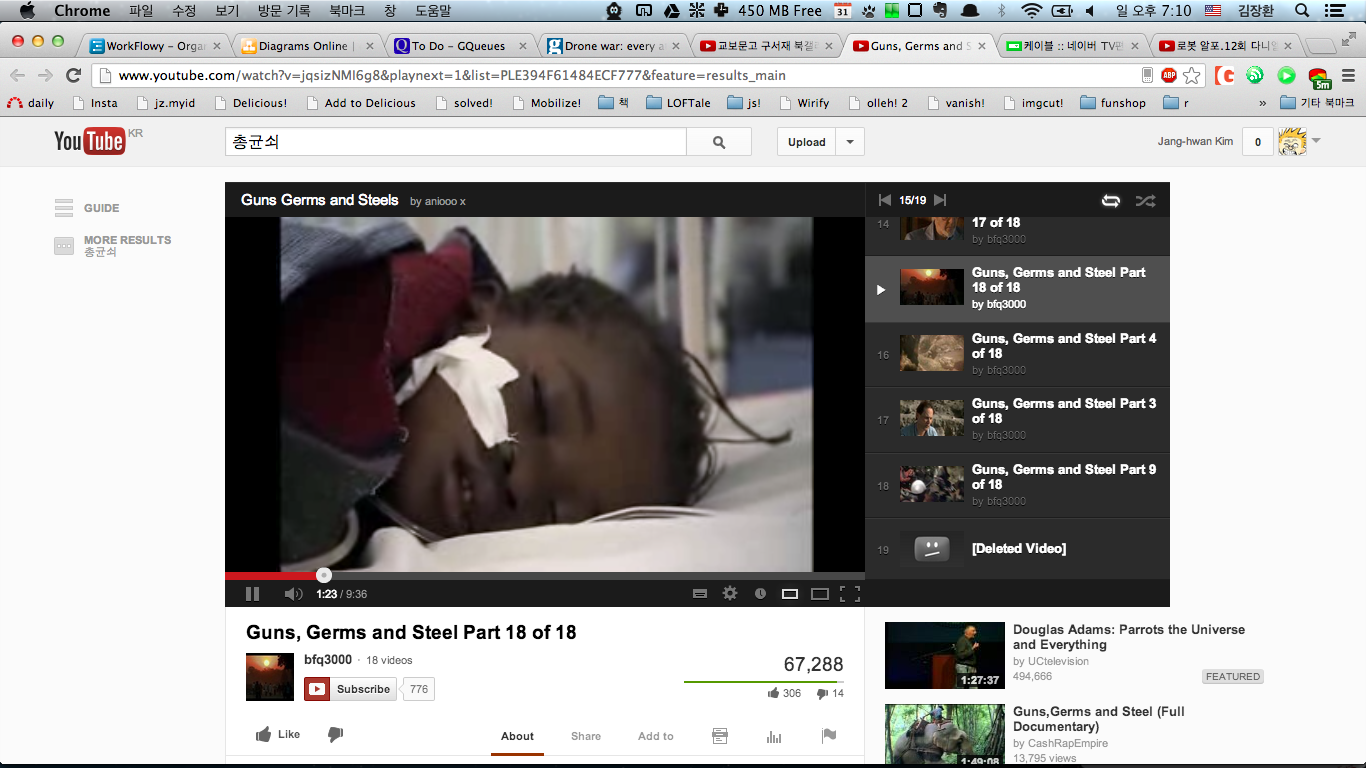 Chrome 파일 수정 보기 방문 기록 북마크 창 도움말 31 450 MB Free 일 오후 7:10 김장환
WorkFlowy - Organ
Diagrams Online |
To Do - GQueues
Drone war: every a
교보문고 구서재 북갤
Guns, Germs and S
케이블 :: 네이버 TV편
로봇 알포.12회 다니
www.youtube.com/watch?v=jqsizNMl6g8&playnext=1&list=PLE394F61484ECF777&feature=results_main
ABP
5m
daily Insta jz.myid Delicious! Add to Delicious solved! Mobilize! 책 LOFTale js! Wirify olleh! 2 vanish! imgcut! funshop r » 기타 북마크
YouTube KR
총균쇠
Upload
Jang-hwan Kim 0
GUIDE
MORE RESULTS
총균쇠
Guns Germs and Steels by aniooo x
15/19
14 17 of 18
by bfq3000
Guns, Germs and Steel Part
18 of 18
by bfq3000
16 Guns, Germs and Steel Part 4
of 18
by bfq3000
17 Guns, Germs and Steel Part 3
of 18
by bfq3000
18 Guns, Germs and Steel Part 9
of 18
by bfq3000
19 [Deleted Video]
1:23 / 9:36
Guns, Germs and Steel Part 18 of 18
bfq3000 · 18 videos
Subscribe 776
67,288
306 14
Like
About Share Add to
1:27:37
Douglas Adams: Parrots the Universe
and Everything
by UCtelevision
494,666
FEATURED
1:49:08
Guns,Germs and Steel (Full
Documentary)
by CashRapEmpire
13,795 views